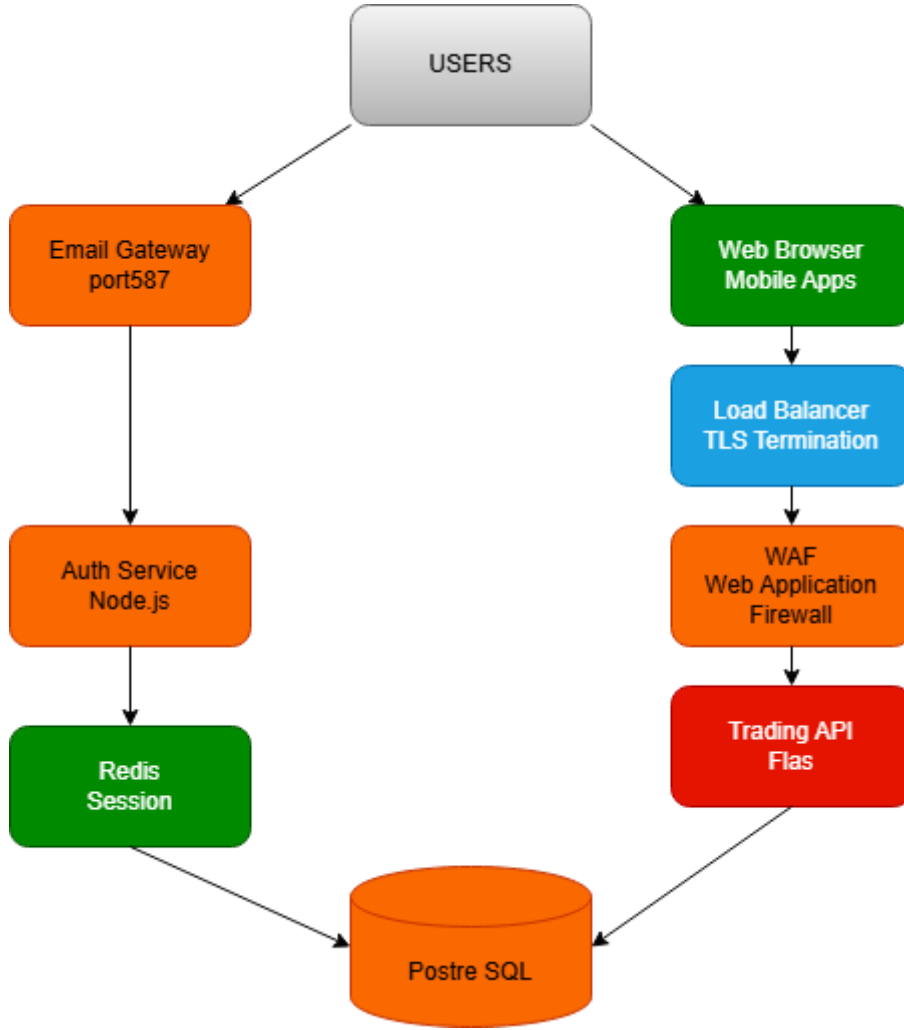 USERS
Email Gateway
port587
Web Browser
Mobile Apps
Load Balancer
TLS Termination
Auth Service
Node.js
WAF
Web Application
Firewall
Redis
Session
Trading API
Flas
Postre SQL